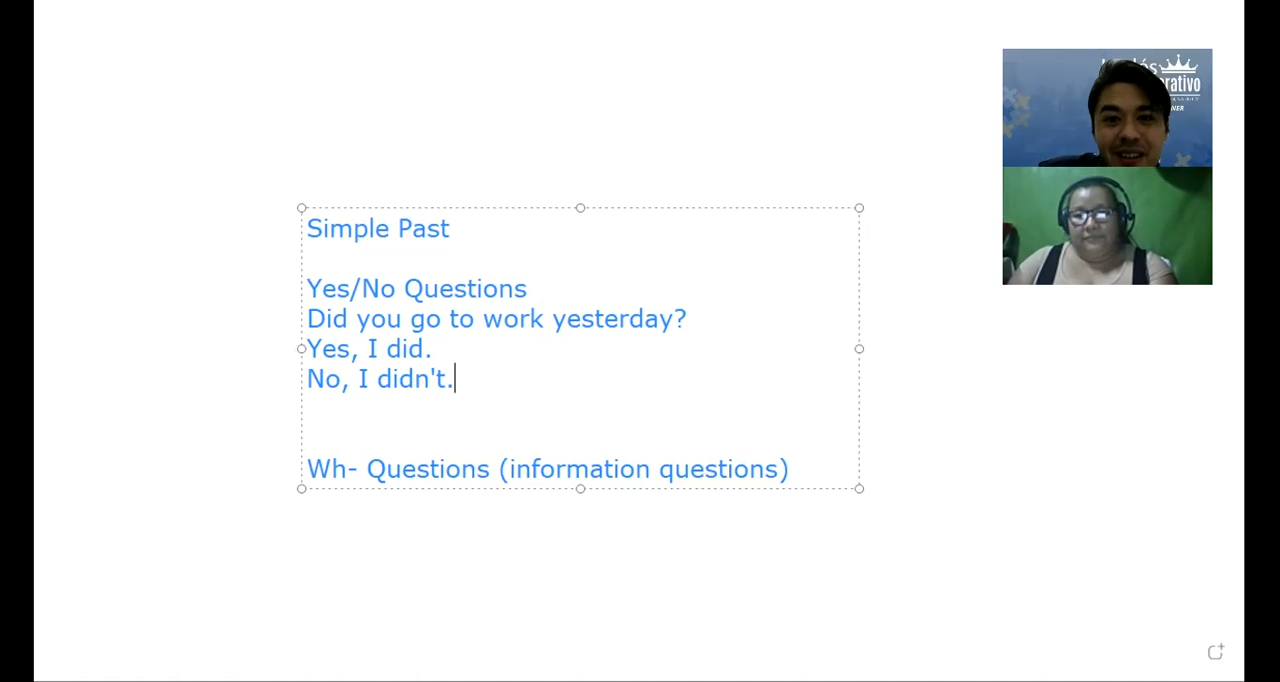 Simple Past
Yes/No Questions
Did you go to work yesterday?
Yes, I did.
No, I didn't.
Wh- Questions (information questions)